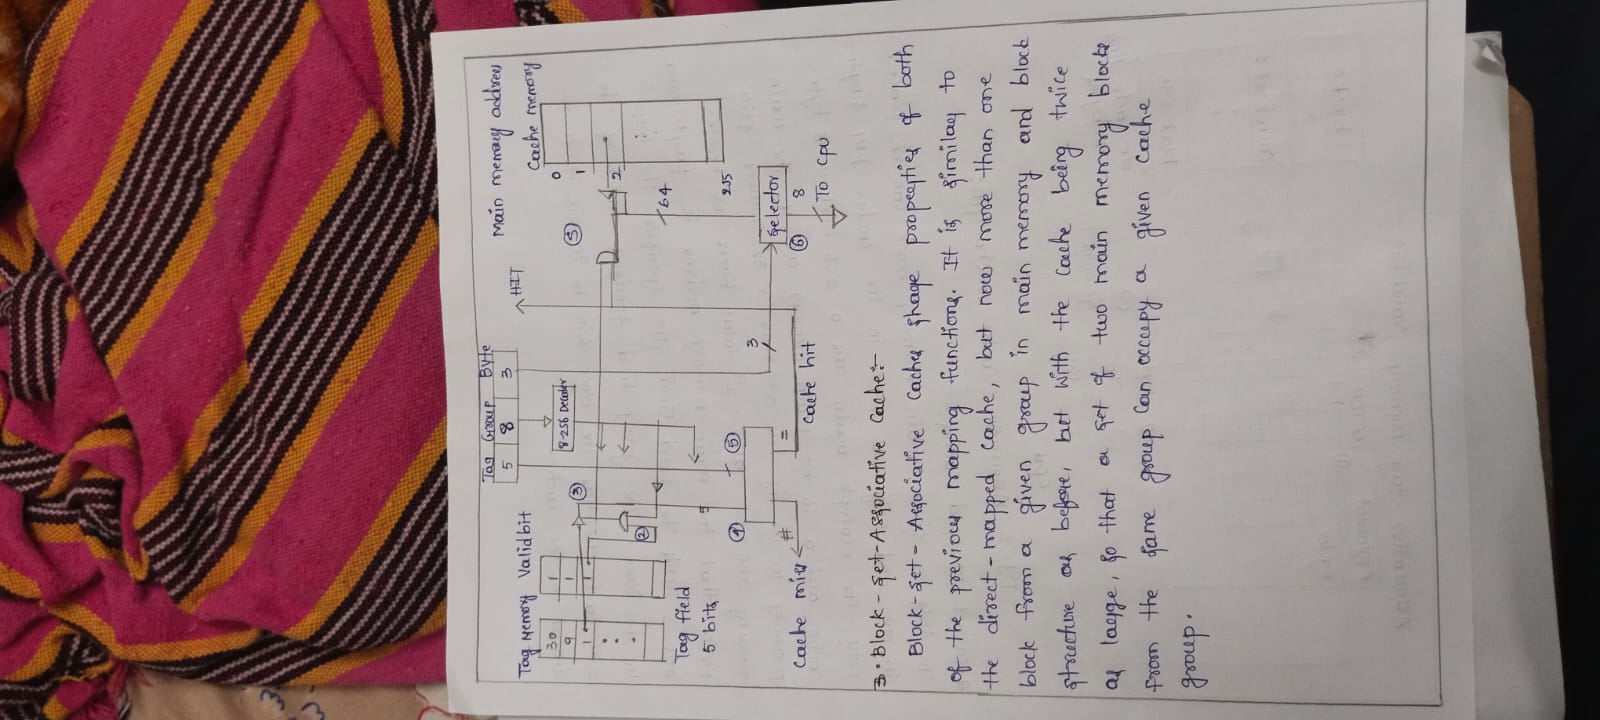 Tag Group Byte
5 8 3
Main memory address
HIT
Tag Memory Valid bit
Cache memory
30 1
9 1
1 1
8-256 Decoder
0
1
2
255
3
5
2
64
Tag field
5 bits
5
4
5
3
#
=
Cache miss
Cache hit
Selector
6
8
To CPU
3. Block-Set-Associative Cache:-
Block-Set-Associative caches share properties of both
of the previous mapping functions. It is similar to
the direct-mapped cache, but now more than one
block from a given group in main memory and block
structure as before, but with the cache being twice
as large, so that a set of two main memory blocks
from the same group can occupy a given cache
group.